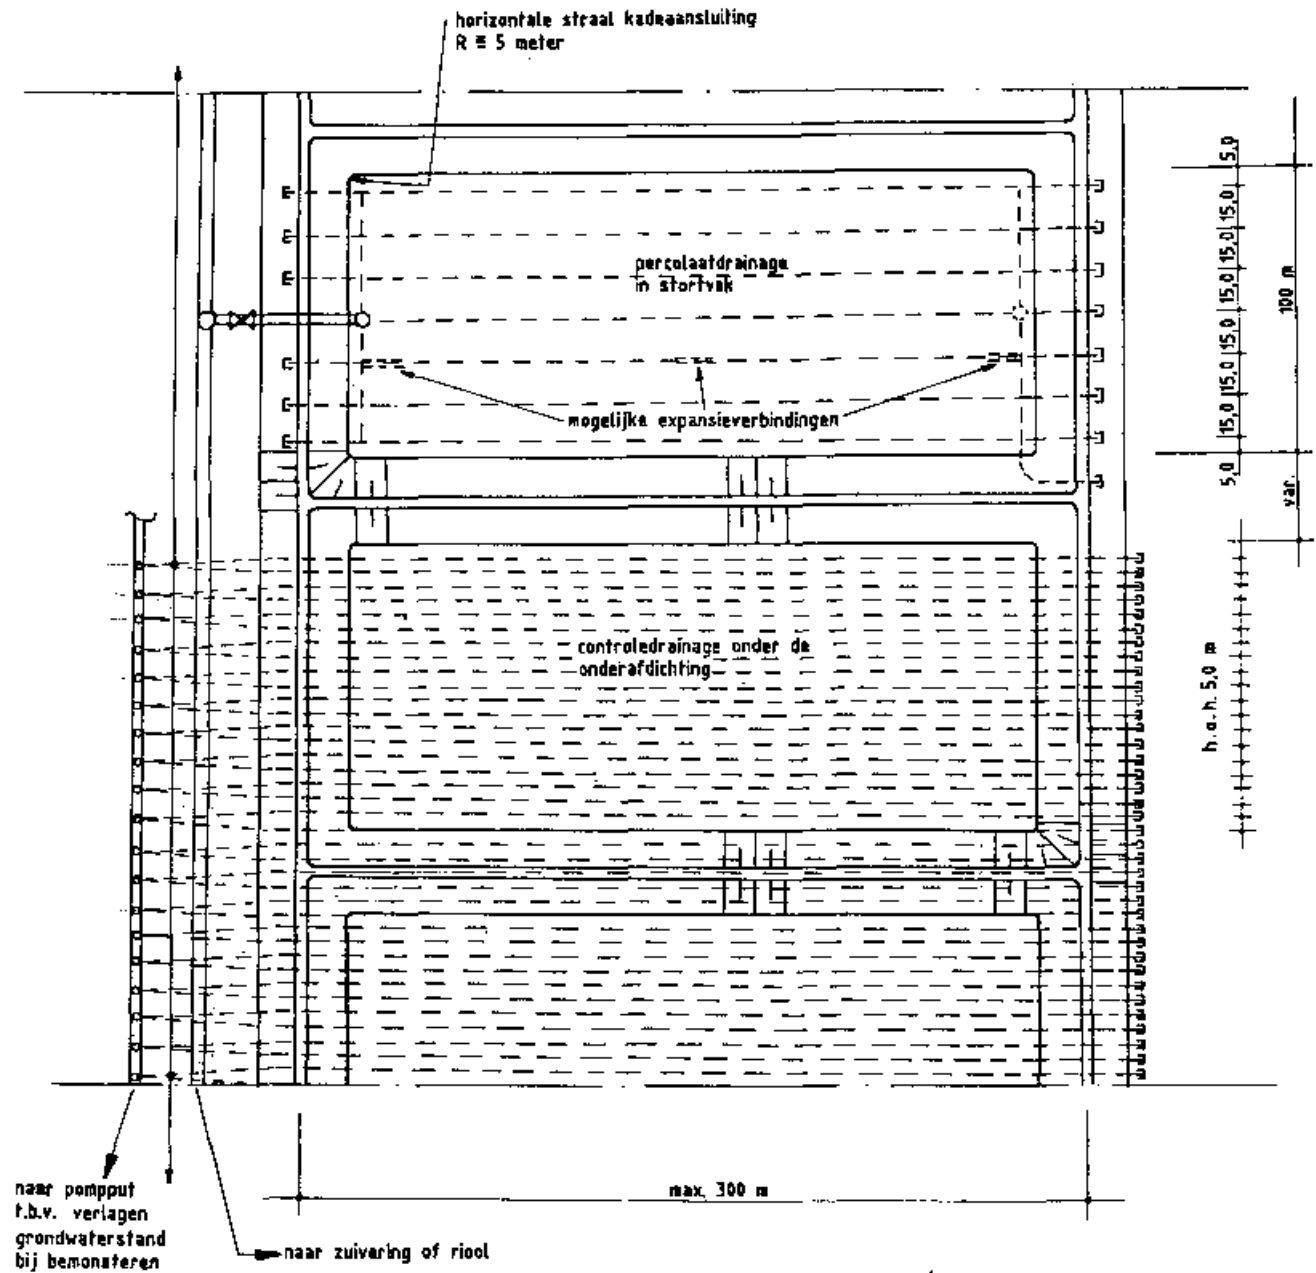 horizontale straal kadeaansluiting
R ≅ 5 meter
percolaatdrainage
in stortvak
mogelijke expansieverbindingen
controledrainage onder de
onderafdichting
5,0
15,0
15,0
15,0
15,0
15,0
15,0
5,0
100 m
var.
h.o.h. 5,0 m
max. 300 m
naar pompput
t.b.v. verlagen
grondwaterstand
bij bemonsteren
naar zuivering of riool